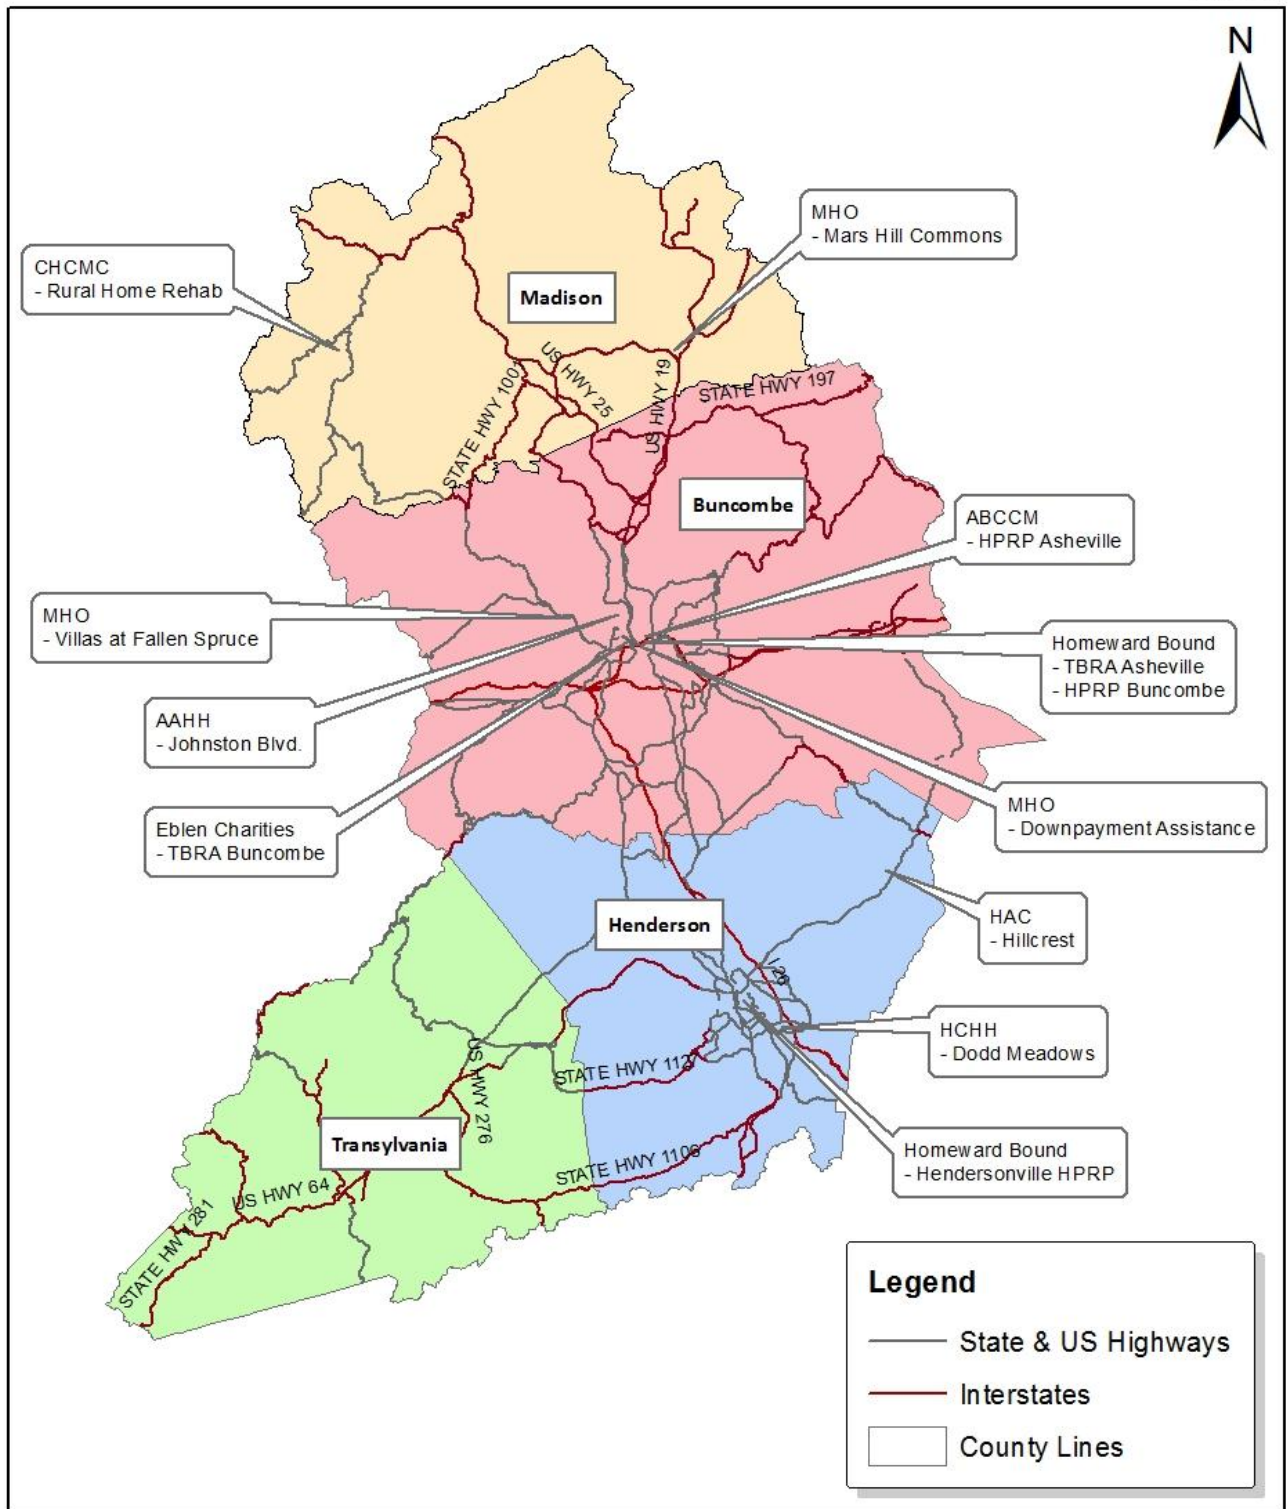 N
MHO
- Mars Hill Commons
CHCMC
- Rural Home Rehab
Madison
US HWY 25
STATE HWY 1001
US HWY 19
STATE HWY 197
Buncombe
ABCCM
- HPRP Asheville
MHO
- Villas at Fallen Spruce
Homeward Bound
- TBRA Asheville
- HPRP Buncombe
AAHH
- Johnston Blvd.
MHO
- Downpayment Assistance
Eblen Charities
- TBRA Buncombe
HAC
- Hillcrest
Henderson
I 26
HCHH
- Dodd Meadows
STATE HWY
US HWY 276
Transylvania
Homeward Bound
- Hendersonville HPRP
STATE HWY 1106
US HWY 64
STATE HWY 281
Legend
State & US Highways
Interstates
County Lines